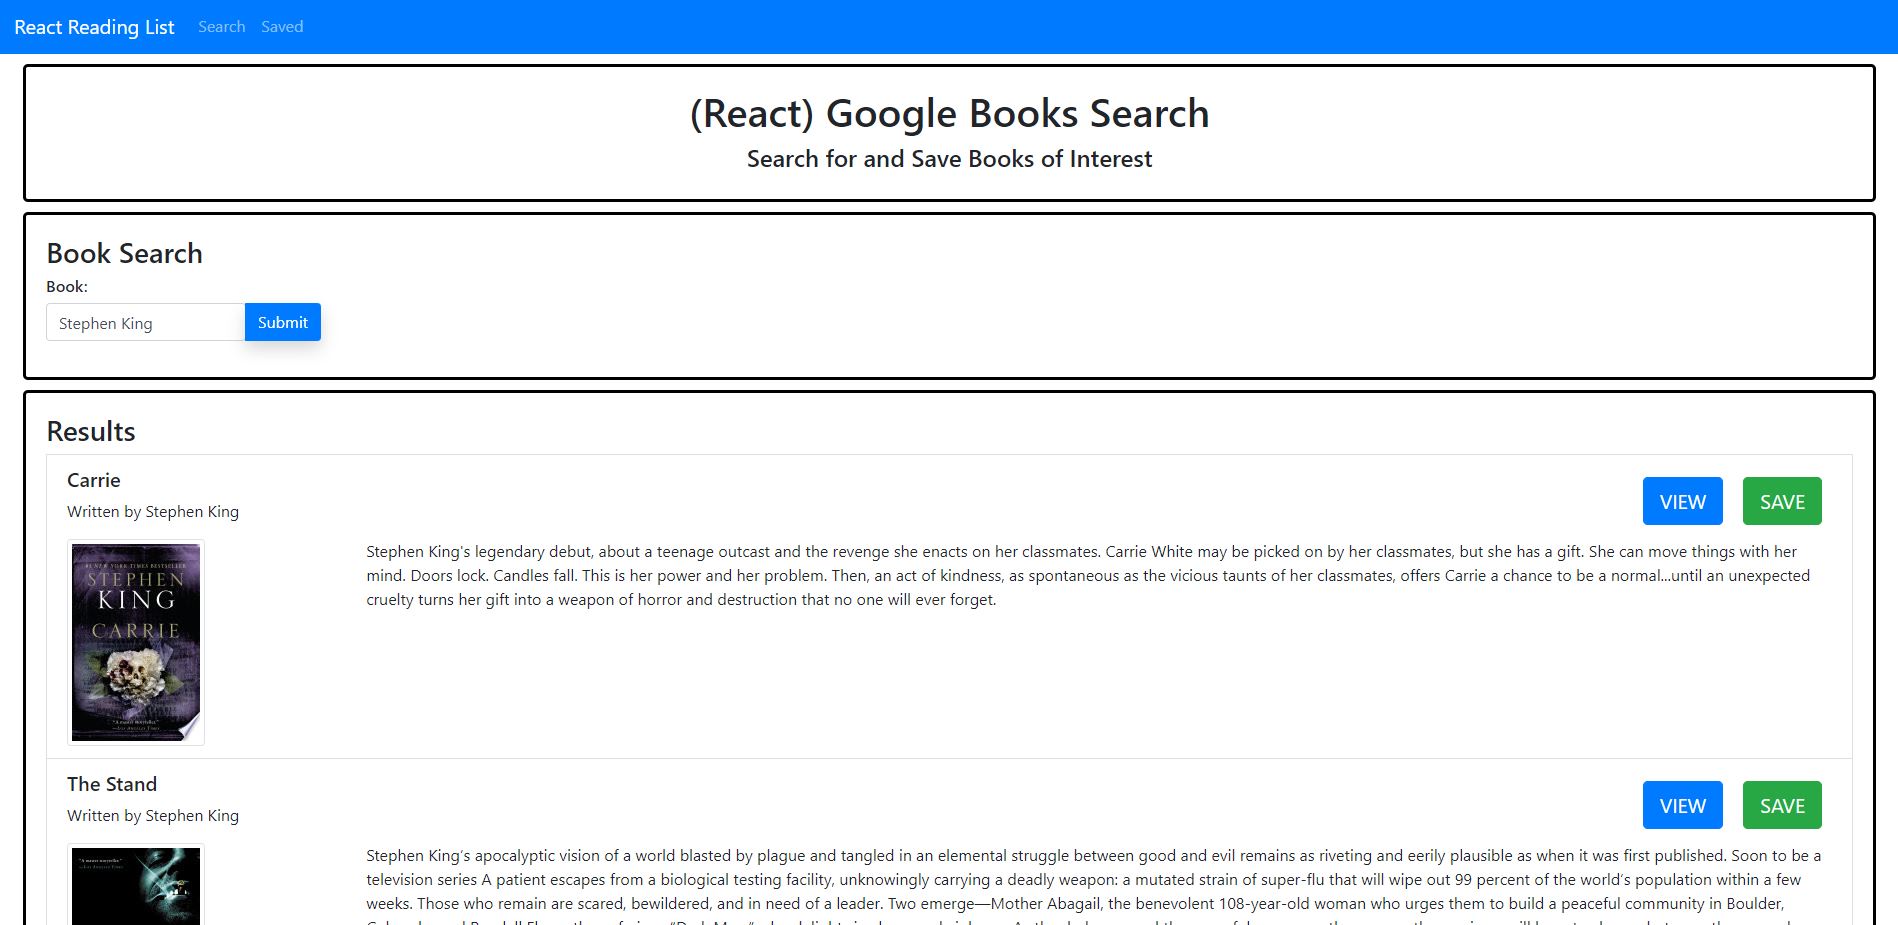 React Reading List Search Saved
(React) Google Books Search
Search for and Save Books of Interest
Book Search
Book:
Stephen King Submit
Results
Carrie
Written by Stephen King
VIEW SAVE
#1 NEW YORK TIMES BESTSELLER
STEPHEN
KING
CARRIE
"A master storyteller."
—Los Angeles Times
Stephen King's legendary debut, about a teenage outcast and the revenge she enacts on her classmates. Carrie White may be picked on by her classmates, but she has a gift. She can move things with her
mind. Doors lock. Candles fall. This is her power and her problem. Then, an act of kindness, as spontaneous as the vicious taunts of her classmates, offers Carrie a chance to be a normal...until an unexpected
cruelty turns her gift into a weapon of horror and destruction that no one will ever forget.
The Stand
Written by Stephen King
VIEW SAVE
"A master storyteller."
—Los Angeles Times
Stephen King’s apocalyptic vision of a world blasted by plague and tangled in an elemental struggle between good and evil remains as riveting and eerily plausible as when it was first published. Soon to be a
television series A patient escapes from a biological testing facility, unknowingly carrying a deadly weapon: a mutated strain of super-flu that will wipe out 99 percent of the world’s population within a few
weeks. Those who remain are scared, bewildered, and in need of a leader. Two emerge—Mother Abagail, the benevolent 108-year-old woman who urges them to build a peaceful community in Boulder,